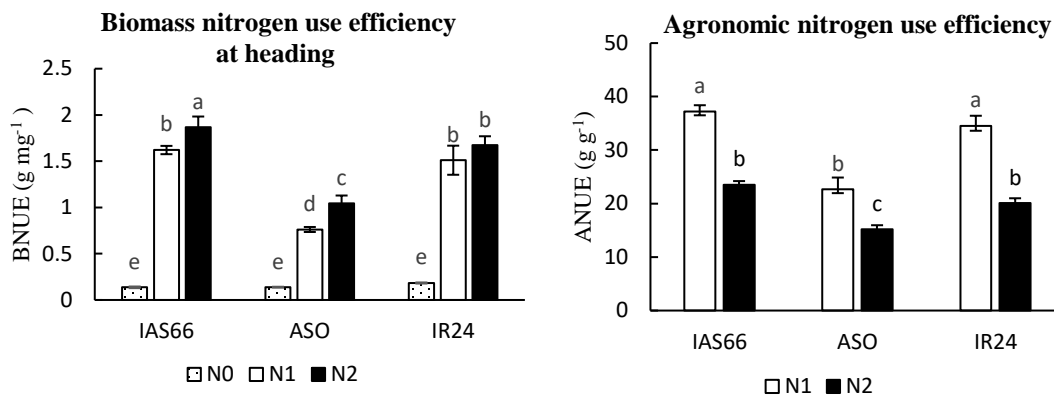 Biomass nitrogen use efficiency
at heading
BNUE (g mg⁻¹ )
2.5
2
1.5
1
0.5
0
e
b
a
e
d
c
e
b
b
IAS66
ASO
IR24
N0
N1
N2
Agronomic nitrogen use efficiency
ANUE (g g⁻¹)
50
40
30
20
10
0
a
b
b
c
a
b
IAS66
ASO
IR24
N1
N2